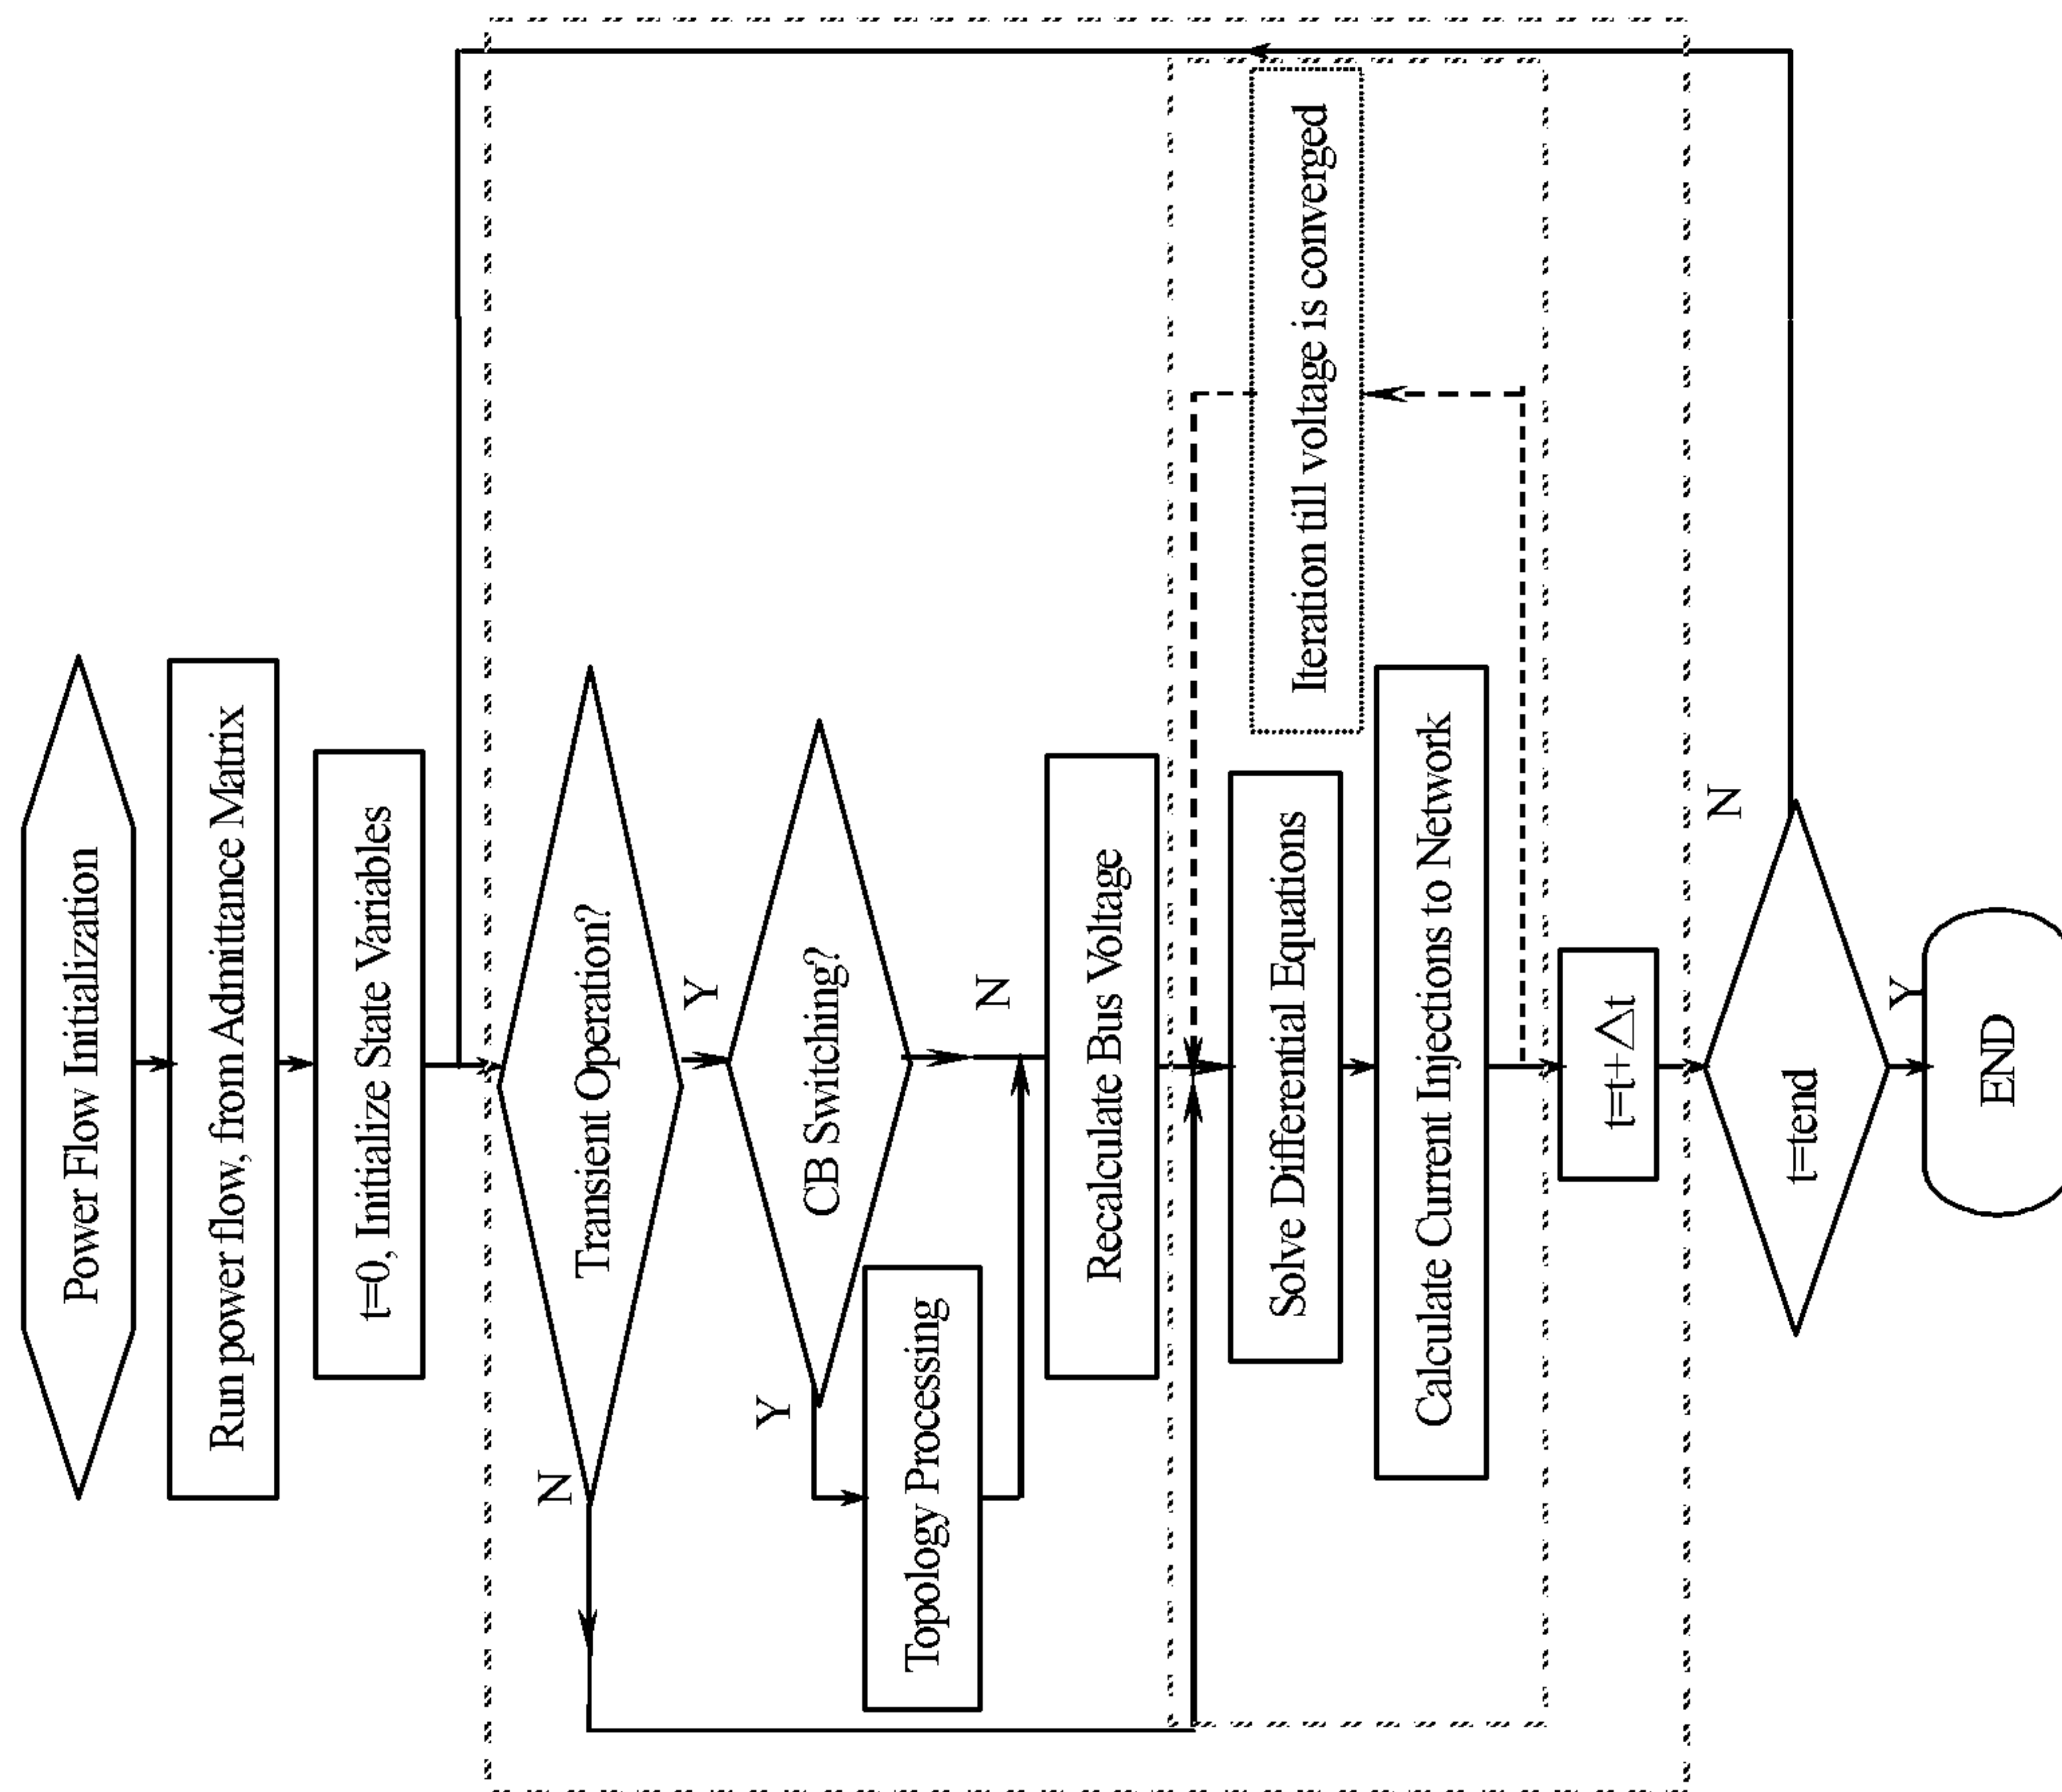 Power Flow Initialization
Run power flow, from Admittance Matrix
t=0, Initialize State Variables
Transient Operation?
N
Y
CB Switching?
Y
N
Topology Processing
Recalculate Bus Voltage
Iteration till voltage is converged
Solve Differential Equations
Calculate Current Injections to Network
t=t+△t
N
t=tend
Y
END